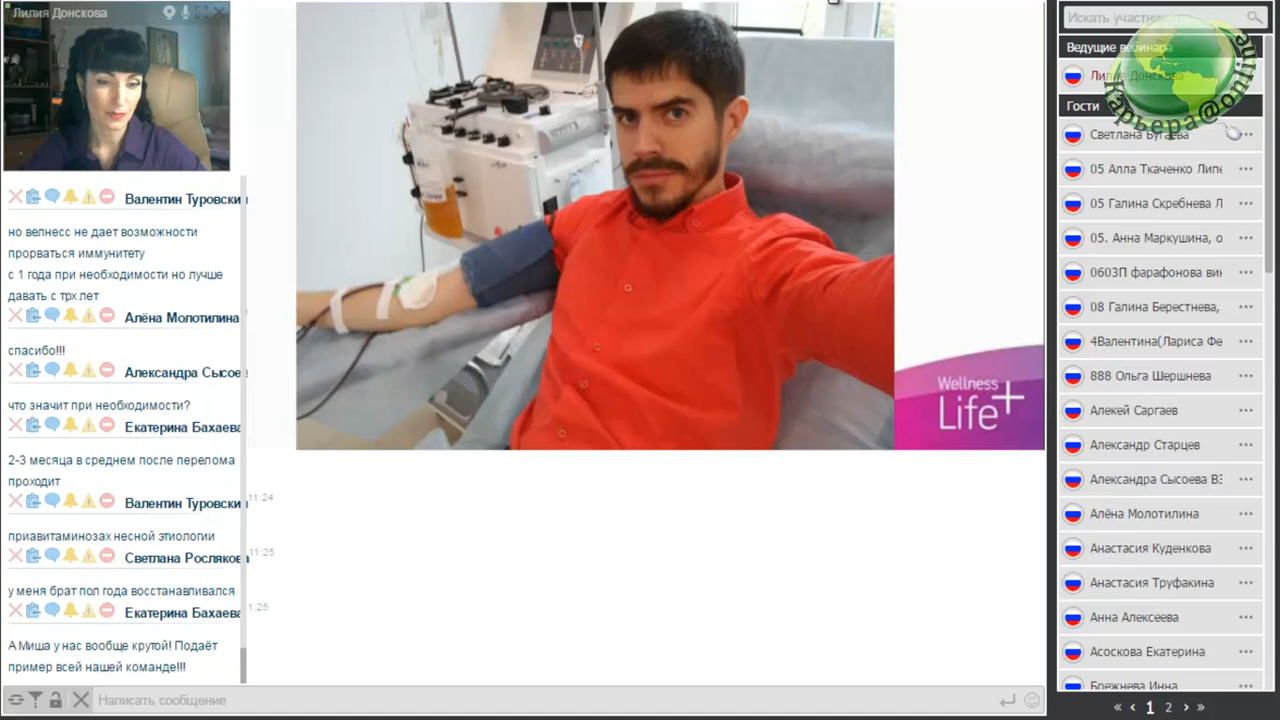 Лилия Донскова
Валентин Туровски
но велнесс не дает возможности
прорваться иммунитету
с 1 года при необходимости но лучше
давать с трх лет
Алёна Молотилина
спасибо!!!
Александра Сысое
что значит при необходимости?
Екатерина Бахаева
2-3 месяца в среднем после перелома
проходит
Валентин Туровски
11:24
приавитаминозах несной этиологии
Светлана Рослякова
11:25
у меня брат пол года восстанавливался
Екатерина Бахаева
1:25
А Миша у нас вообще крутой! Подаёт
пример всей нашей команде!!!
Написать сообщение
Wellness
Life+
Искать участни
Ведущие вебинара
Лилия Донскова
Гости
карьера@online
Светлана Бугаева
05 Алла Ткаченко Липе
05 Галина Скребнева Л
05. Анна Маркушина, о
0603П фарафонова вик
08 Галина Берестнева,
4Валентина(Лариса Фе
888 Ольга Шершнева
Алекей Саргаев
Александр Старцев
Александра Сысоева ВЗ
Алёна Молотилина
Анастасия Куденкова
Анастасия Труфакина
Анна Алексеева
Асоскова Екатерина
Брежнева Инна
« ‹ 1 2 › »